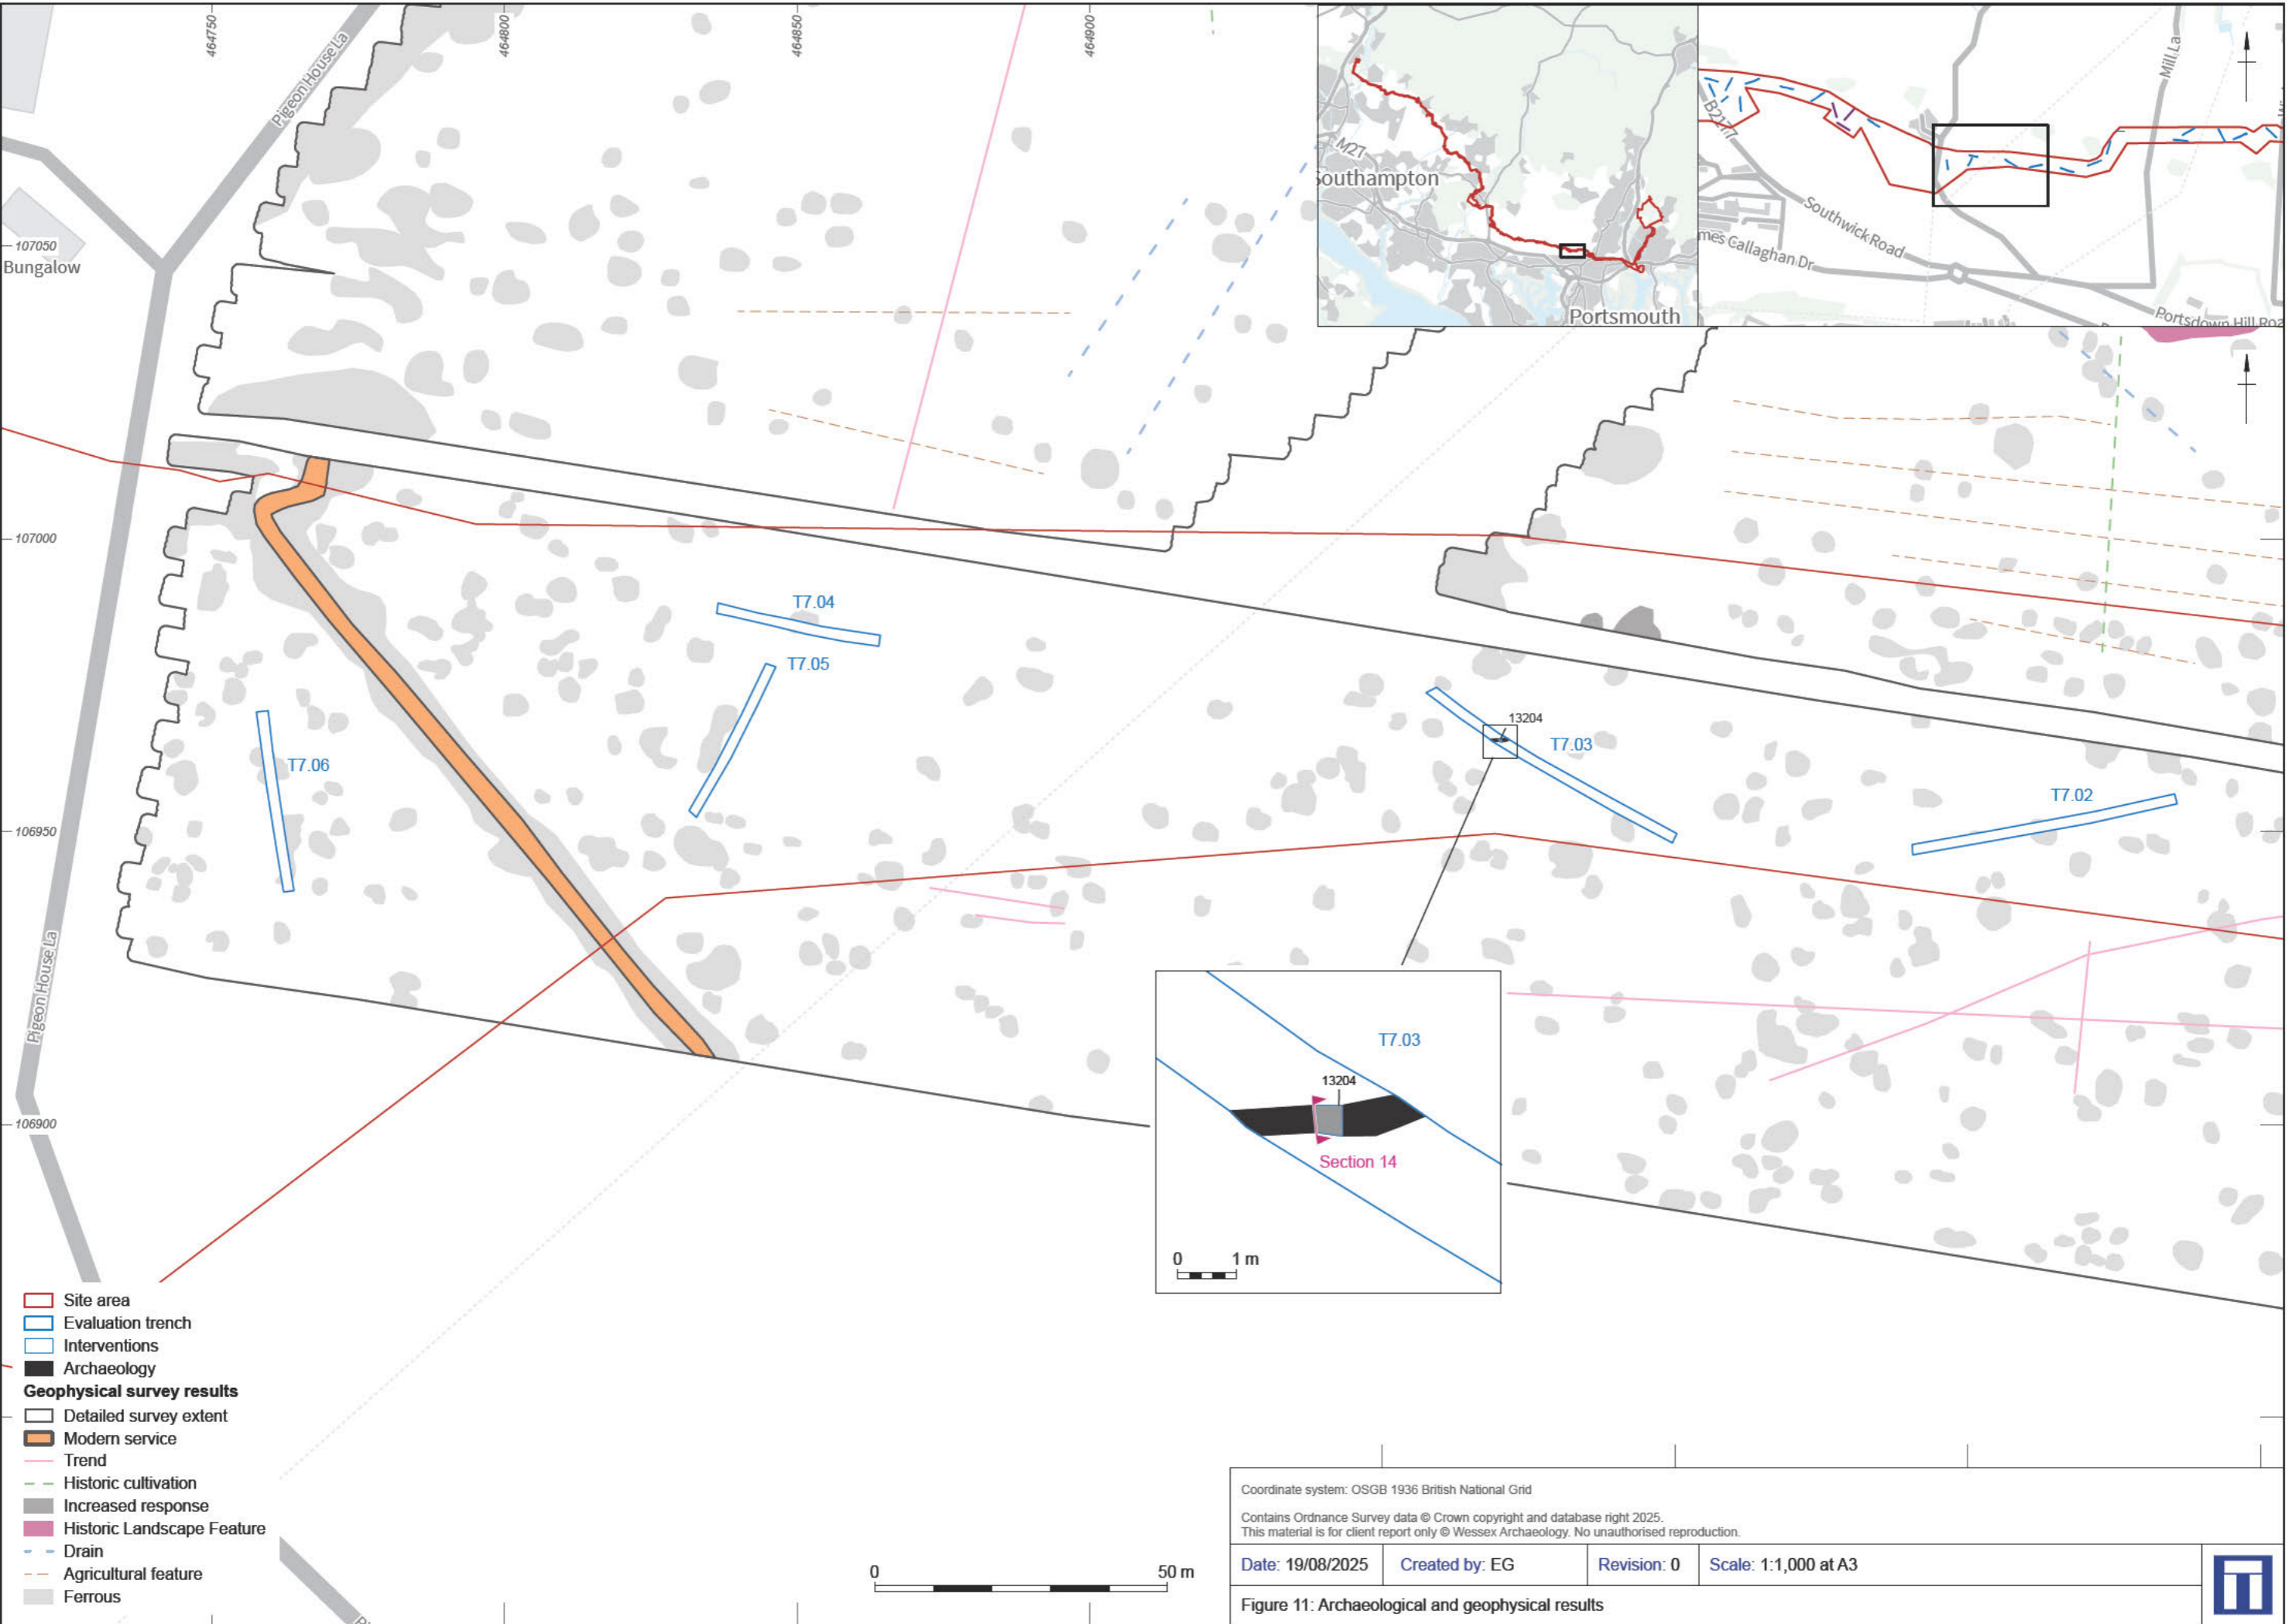 464750
464800
464850
464900
Pigeon House La
Bungalow
107050
107000
106950
106900
Pigeon House La
M27
Southampton
Portsmouth
B2177
Mill La
Southwick Road
mes Callaghan Dr
Portsdown Hill Roa
T7.04
T7.05
T7.06
13204
T7.03
T7.02
T7.03
13204
Section 14
0 1 m
Site area
Evaluation trench
Interventions
Archaeology
Geophysical survey results
Detailed survey extent
Modern service
Trend
Historic cultivation
Increased response
Historic Landscape Feature
Drain
Agricultural feature
Ferrous
0 50 m
Coordinate system: OSGB 1936 British National Grid
Contains Ordnance Survey data © Crown copyright and database right 2025.
This material is for client report only © Wessex Archaeology. No unauthorised reproduction.
Date: 19/08/2025 Created by: EG Revision: 0 Scale: 1:1,000 at A3
Figure 11: Archaeological and geophysical results